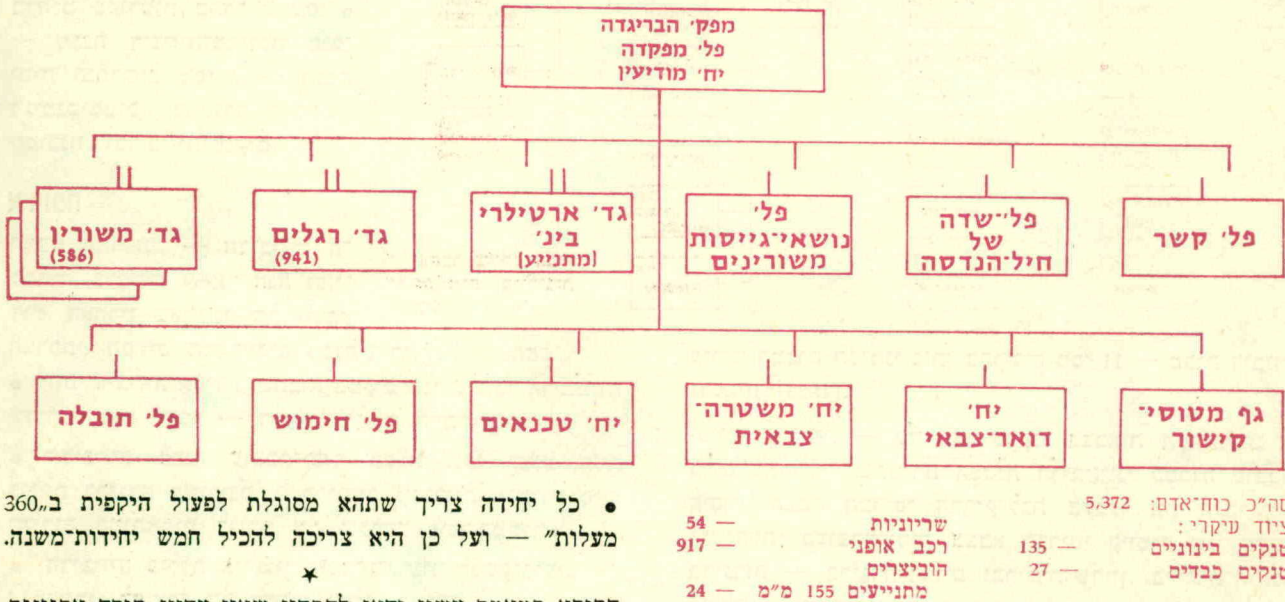 מפק׳ הבריגדה
פל׳ מפקדה
יח׳ מודיעין
גד׳ משורין
(586)
גד׳ רגלים
(941)
גד׳ ארטילרי
בינ׳
(מתנייע)
פל׳
נושאי־גייסות
משורינים
פל׳־שדה
של
חיל־הנדסה
פל׳ קשר
פל׳ תובלה
פל׳ חימוש
יח׳ טכנאים
יח׳ משטרה־
צבאית
יח׳
דואר־צבאי
גף מטוסי־
קישור
סה״כ כוח־אדם: 5,372
ציוד עיקרי:
טנקים בינוניים — 135
טנקים כבדים 27
שריוניות — 54
רכב אופני — 917
הוביצרים
מתנייעים 155 מ״מ — 24
• כל יחידה צריך שתהא מסוגלת לפעול היקפית ב„360
מעלות״ — ועל כן היא צריכה להכיל חמש יחידות־משנה.
★